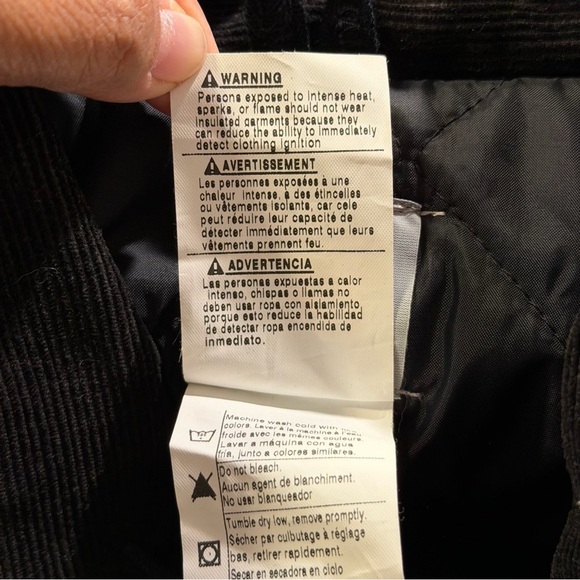 WARNING
Persons exposed to intense heat,
sparks, or flame should not wear
insulated garments because they
can reduce the ability to immediately
detect clothing ignition
AVERTISSEMENT
Les personnes exposées à une
chaleur intense, à des étincelles
ou vêtements isolants, car cele
peut réduire leur capacité de
détecter immédiatement que leurs
vêtements prennent feu.
ADVERTENCIA
Las personas expuestas a calor
intenso, chispas o llamas no
deben usar ropa con aislamiento,
porque esto reduce la habilidad
de detectar ropa encendida de
inmediato.
Machine wash cold with
colors. Laver à la machine à l'eau
froide avec les mêmes couleurs.
Lavar a máquina con agua
fría, junto a colores similares.
Do not bleach.
Aucun agent de blanchiment.
No usar blanqueador
Tumble dry low, remove promptly.
Sécher par culbutage à réglage
bas, retirer rapidement.
Secar en secadora en ciclo